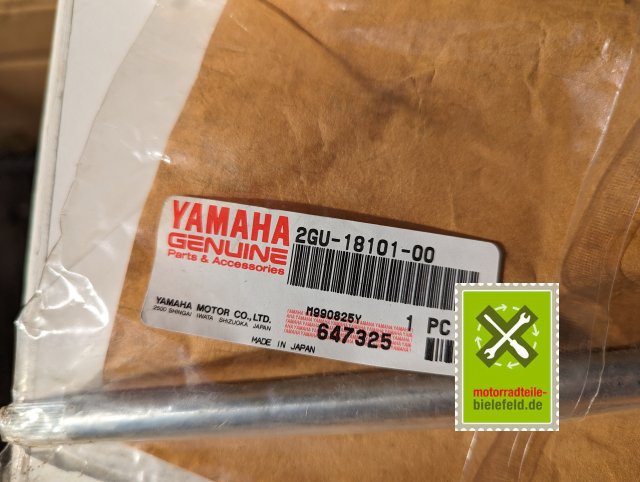 YAMAHA
GENUINE
Parts & Accessories
2GU-18101-00
YAMAHA MOTOR CO., LTD.
2500 SHINGAI IWATA SHIZUOKA JAPAN
M990825Y
1 PC
647325
MADE IN JAPAN
motorradteile-
bielefeld.de